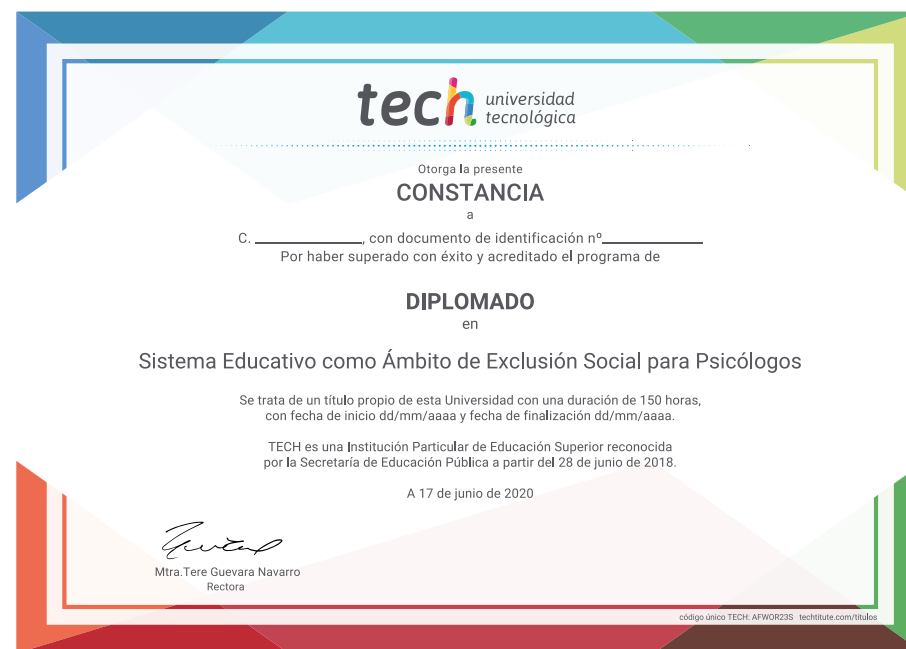 tech universidad
tecnológica
Otorga la presente
CONSTANCIA
a
C. ____________, con documento de identificación nº____________
Por haber superado con éxito y acreditado el programa de
DIPLOMADO
en
Sistema Educativo como Ámbito de Exclusión Social para Psicólogos
Se trata de un título propio de esta Universidad con una duración de 150 horas,
con fecha de inicio dd/mm/aaaa y fecha de finalización dd/mm/aaaa.
TECH es una Institución Particular de Educación Superior reconocida
por la Secretaría de Educación Pública a partir del 28 de junio de 2018.
A 17 de junio de 2020
Mtra.Tere Guevara Navarro
Rectora
código único TECH: AFWOR23S techtitute.com/titulos